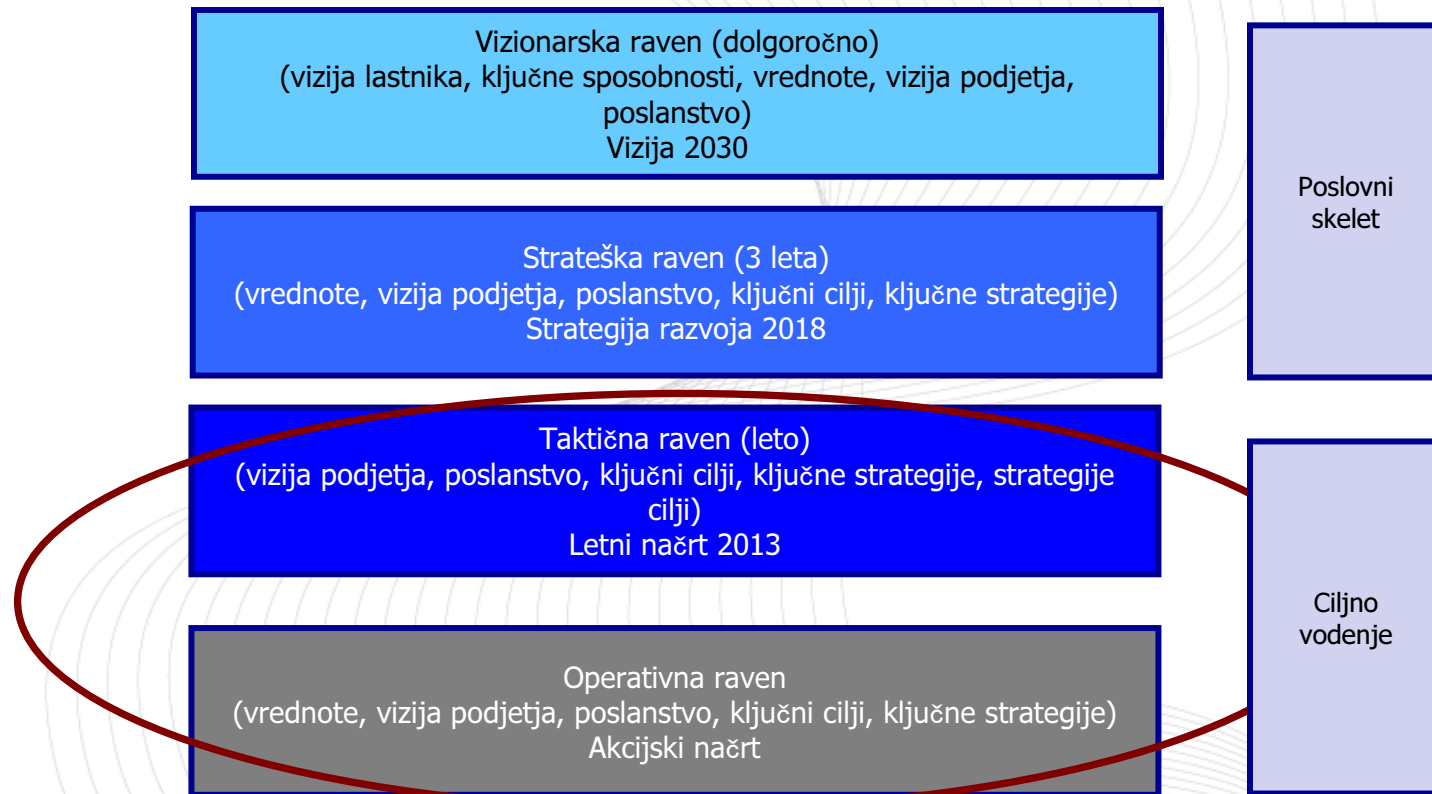 Vizionarska raven (dolgoročno)
(vizija lastnika, ključne sposobnosti, vrednote, vizija podjetja,
poslanstvo)
Vizija 2030
Poslovni
skelet
Strateška raven (3 leta)
(vrednote, vizija podjetja, poslanstvo, ključni cilji, ključne strategije)
Strategija razvoja 2018
Taktična raven (leto)
(vizija podjetja, poslanstvo, ključni cilji, ključne strategije, strategije
cilji)
Letni načrt 2013
Ciljno
vodenje
Operativna raven
(vrednote, vizija podjetja, poslanstvo, ključni cilji, ključne strategije)
Akcijski načrt